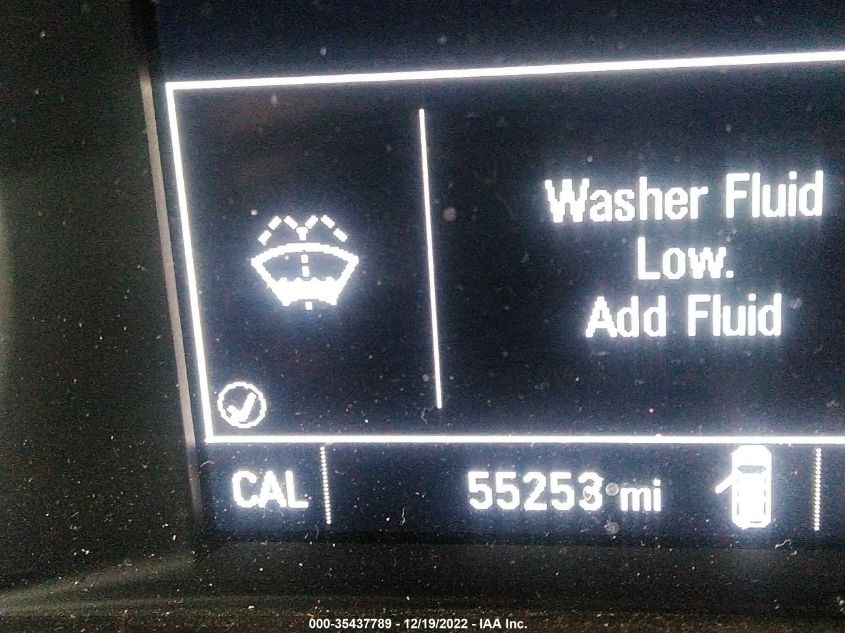 Washer Fluid
Low.
Add Fluid
CAL
55253 mi
000-35437789 - 12/19/2022 - IAA Inc.